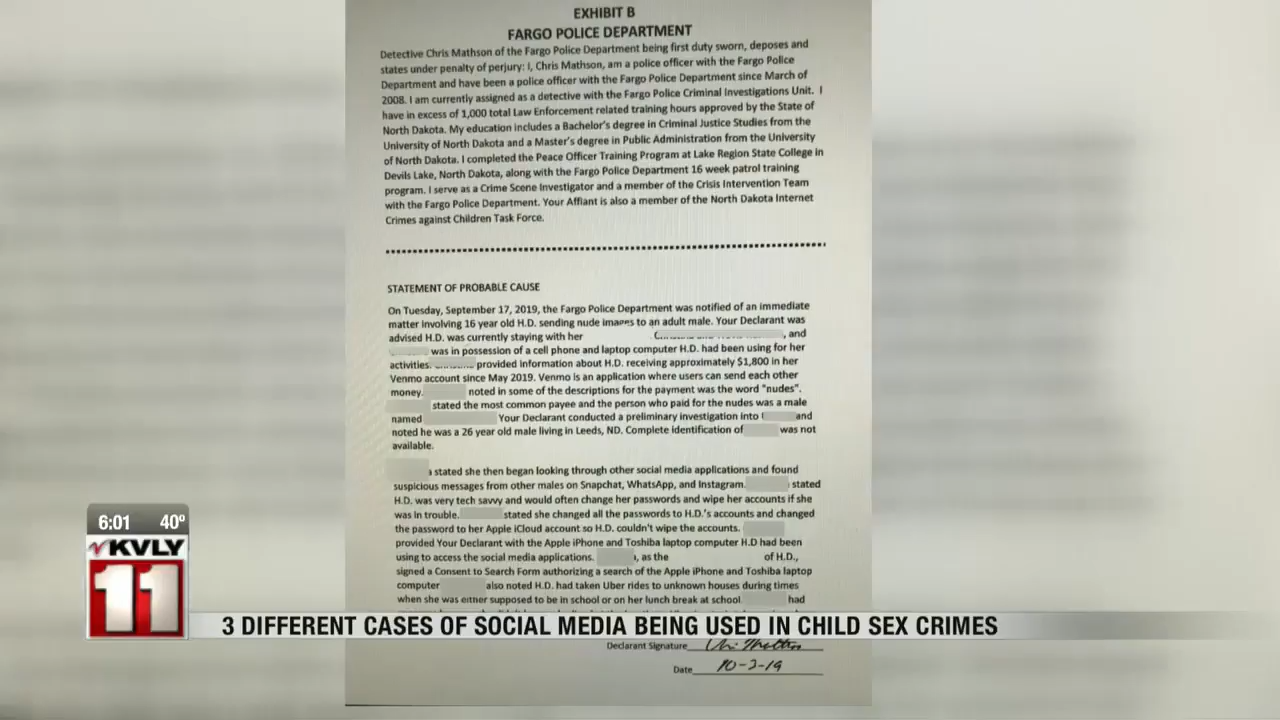 EXHIBIT B
FARGO POLICE DEPARTMENT
Detective Chris Mathson of the Fargo Police Department being first duty sworn, deposes and
states under penalty of perjury: I, Chris Mathson, am a police officer with the Fargo Police
Department and have been a police officer with the Fargo Police Department since March of
2008. I am currently assigned as a detective with the Fargo Police Criminal Investigations Unit. I
have in excess of 1,000 total Law Enforcement related training hours approved by the State of
North Dakota. My education includes a Bachelor's degree in Criminal Justice Studies from the
University of North Dakota and a Master's degree in Public Administration from the University
of North Dakota. I completed the Peace Officer Training Program at Lake Region State College in
Devils Lake, North Dakota, along with the Fargo Police Department 16 week patrol training
program. I serve as a Crime Scene Investigator and a member of the Crisis Intervention Team
with the Fargo Police Department. Your Affiant is also a member of the North Dakota Internet
Crimes against Children Task Force.
STATEMENT OF PROBABLE CAUSE
On Tuesday, September 17, 2019, the Fargo Police Department was notified of an immediate
matter involving 16 year old H.D. sending nude images to an adult male. Your Declarant was
advised H.D. was currently staying with her , and
was in possession of a cell phone and laptop computer H.D. had been using for her
activities. provided information about H.D. receiving approximately $1,800 in her
Venmo account since May 2019. Venmo is an application where users can send each other
money. noted in some of the descriptions for the payment was the word "nudes".
stated the most common payee and the person who paid for the nudes was a male
named Your Declarant conducted a preliminary investigation into and
noted he was a 26 year old male living in Leeds, ND. Complete identification of was not
available.
stated she then began looking through other social media applications and found
suspicious messages from other males on Snapchat, WhatsApp, and Instagram. stated
H.D. was very tech savvy and would often change her passwords and wipe her accounts if she
was in trouble. stated she changed all the passwords to H.D.'s accounts and changed
the password to her Apple iCloud account so H.D. couldn't wipe the accounts.
provided Your Declarant with the Apple iPhone and Toshiba laptop computer H.D had been
using to access the social media applications. , as the of H.D.,
signed a Consent to Search Form authorizing a search of the Apple iPhone and Toshiba laptop
computer also noted H.D. had taken Uber rides to unknown houses during times
when she was either supposed to be in school or on her lunch break at school. had
Declarant Signature
Date 10-2-19
6:01 40º
KVLY
11
3 DIFFERENT CASES OF SOCIAL MEDIA BEING USED IN CHILD SEX CRIMES